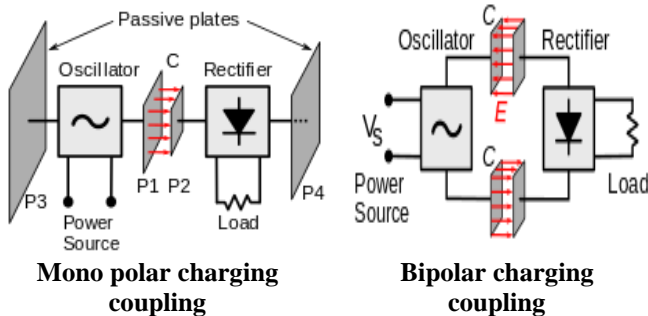 Passive plates
Oscillator
C
Rectifier
P3
P1
P2
P4
Power
Source
Load
Mono polar charging
coupling
C
Oscillator
Rectifier
E
Vs
C
Power
Source
Load
Bipolar charging
coupling